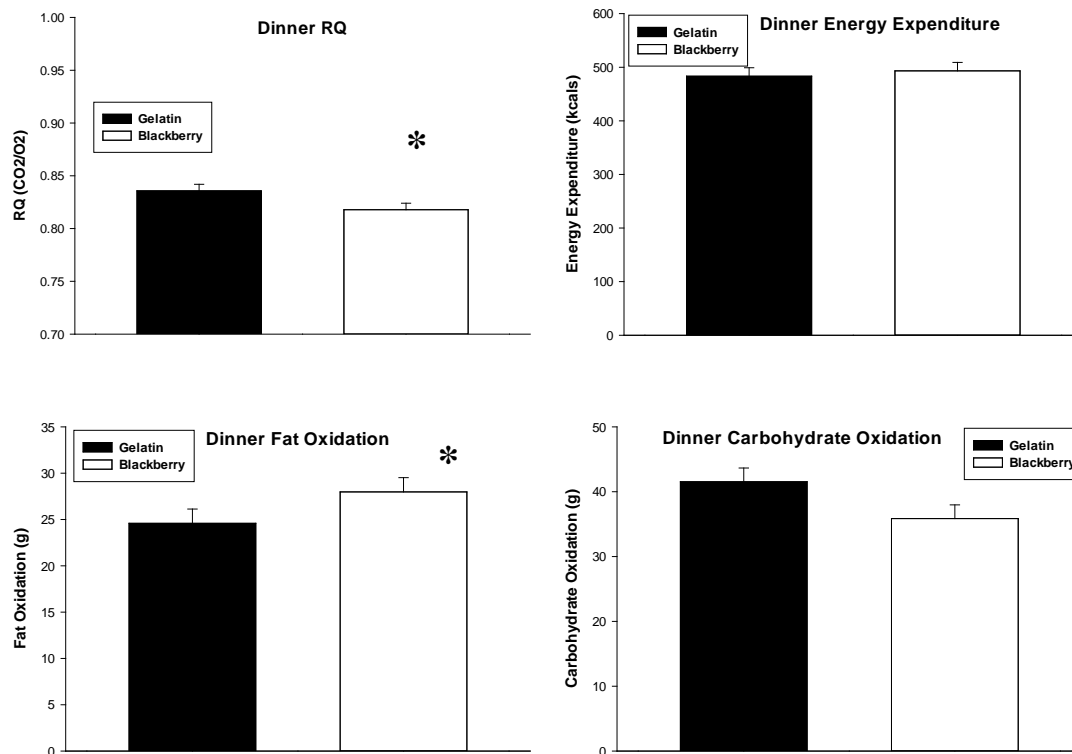 Dinner RQ
1.00
0.95
0.90
0.85
0.80
0.75
0.70
RQ (CO2/O2)
Gelatin
Blackberry
*
Dinner Energy Expenditure
600
500
400
300
200
100
0
Energy Expenditure (kcals)
Gelatin
Blackberry
Dinner Fat Oxidation
35
30
25
20
15
10
5
0
Fat Oxidation (g)
Gelatin
Blackberry
*
Dinner Carbohydrate Oxidation
50
40
30
20
10
0
Carbohydrate Oxidation (g)
Gelatin
Blackberry